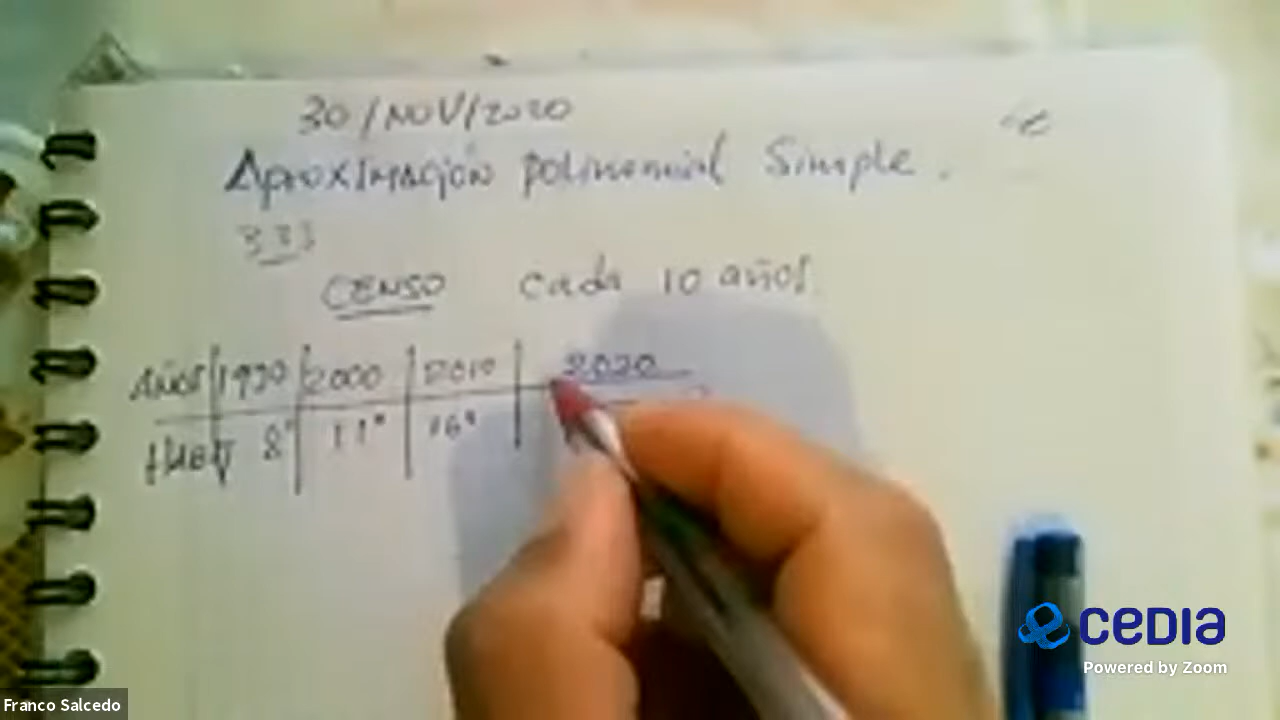 30/NOV/2020
Aproximación polinomial Simple.
333
CENSO cada 10 años
Años 1990 2000 2010 2020
8° 11° 16°
CEDIA
Powered by Zoom
Franco Salcedo